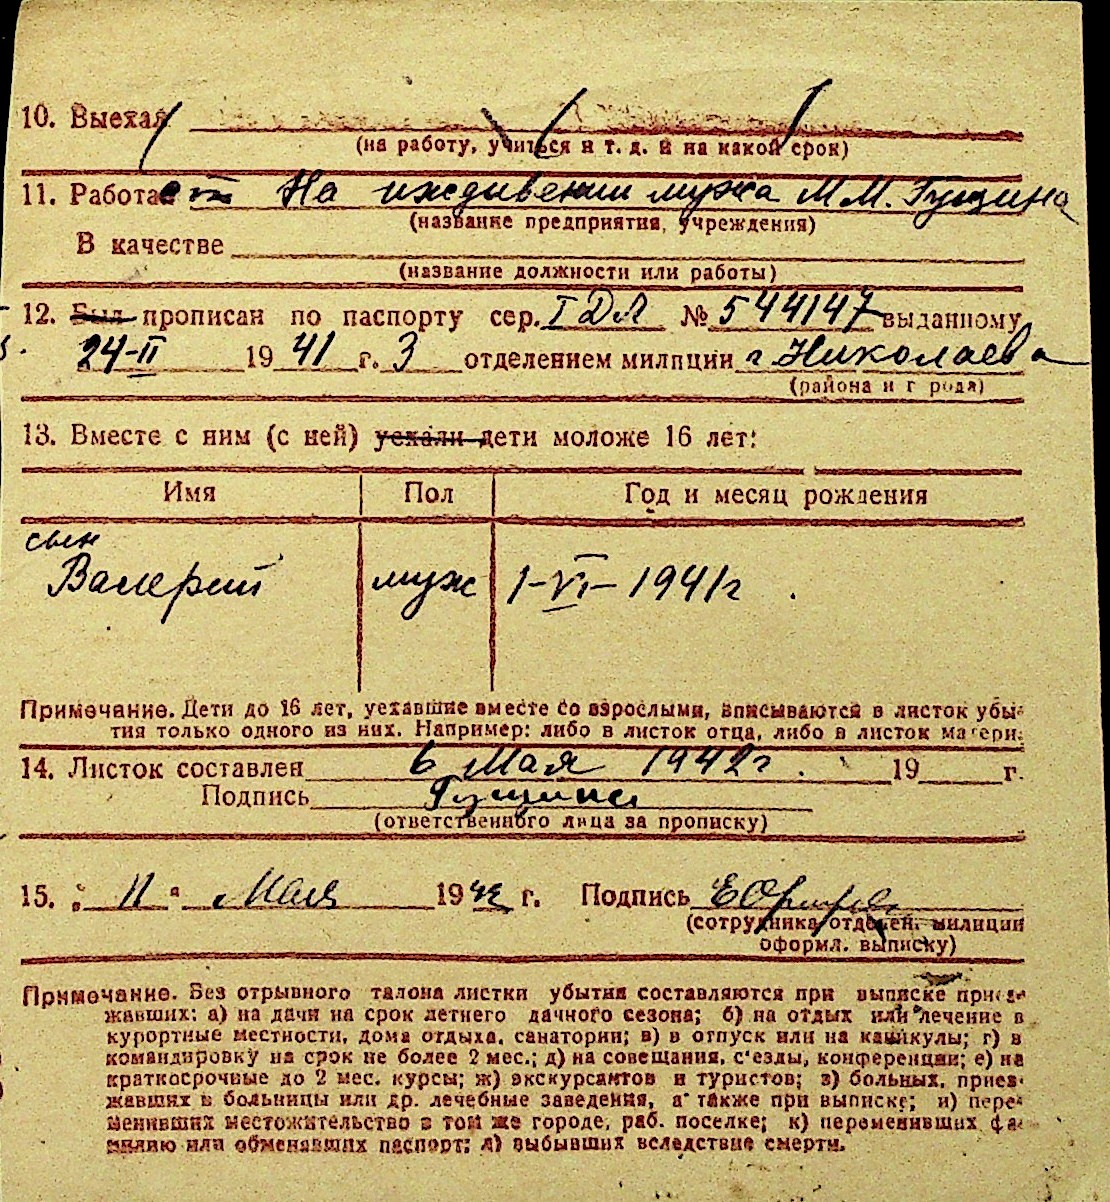 10. Выехал
(на работу, учиться и т. д. и на какой срок)
11. Работает На иждивении мужа М М. Гущина
(название предприятия, учреждения)
В качестве
(название должности или работы)
12. Был прописан по паспорту сер. I ДЛ № 544147 выданному
24-II 1941 г. 3 отделением милиции г Николаева
(района и г рода)
13. Вместе с ним (с ней) уехали дети моложе 16 лет:
Имя Пол Год и месяц рождения
сын
Валерий муж 1-VI-1941г.
Примечание. Дети до 16 лет, уехавшие вместе со взрослыми, вписываются в листок убы-
тия только одного из них. Например: либо в листок отца, либо в листок матери.
14. Листок составлен 6 Мая 1942г. 19 г.
Подпись Гущина
(ответственного лица за прописку)
15. „ 11 " Мая 1942 г. Подпись
(сотрудника отделен. милиции
оформл. выписку)
Примечание. Без отрывного талона листки убытия составляются при выписке приез-
жавших: а) на дачи на срок летнего дачного сезона; б) на отдых или лечение в
курортные местности, дома отдыха, санатории; в) в отпуск или на каникулы; г) в
командировку на срок не более 2 мес.; д) на совещания, с'езды, конференции; е) на
краткосрочные до 2 мес. курсы; ж) экскурсантов и туристов; з) больных, приез-
жавших в больницы или др. лечебные заведения, а также при выписке; и) пере-
менивших местожительство в том же городе, раб. поселке; к) переменивших фа-
милию или обменявших паспорт; л) выбывших вследствие смерти.